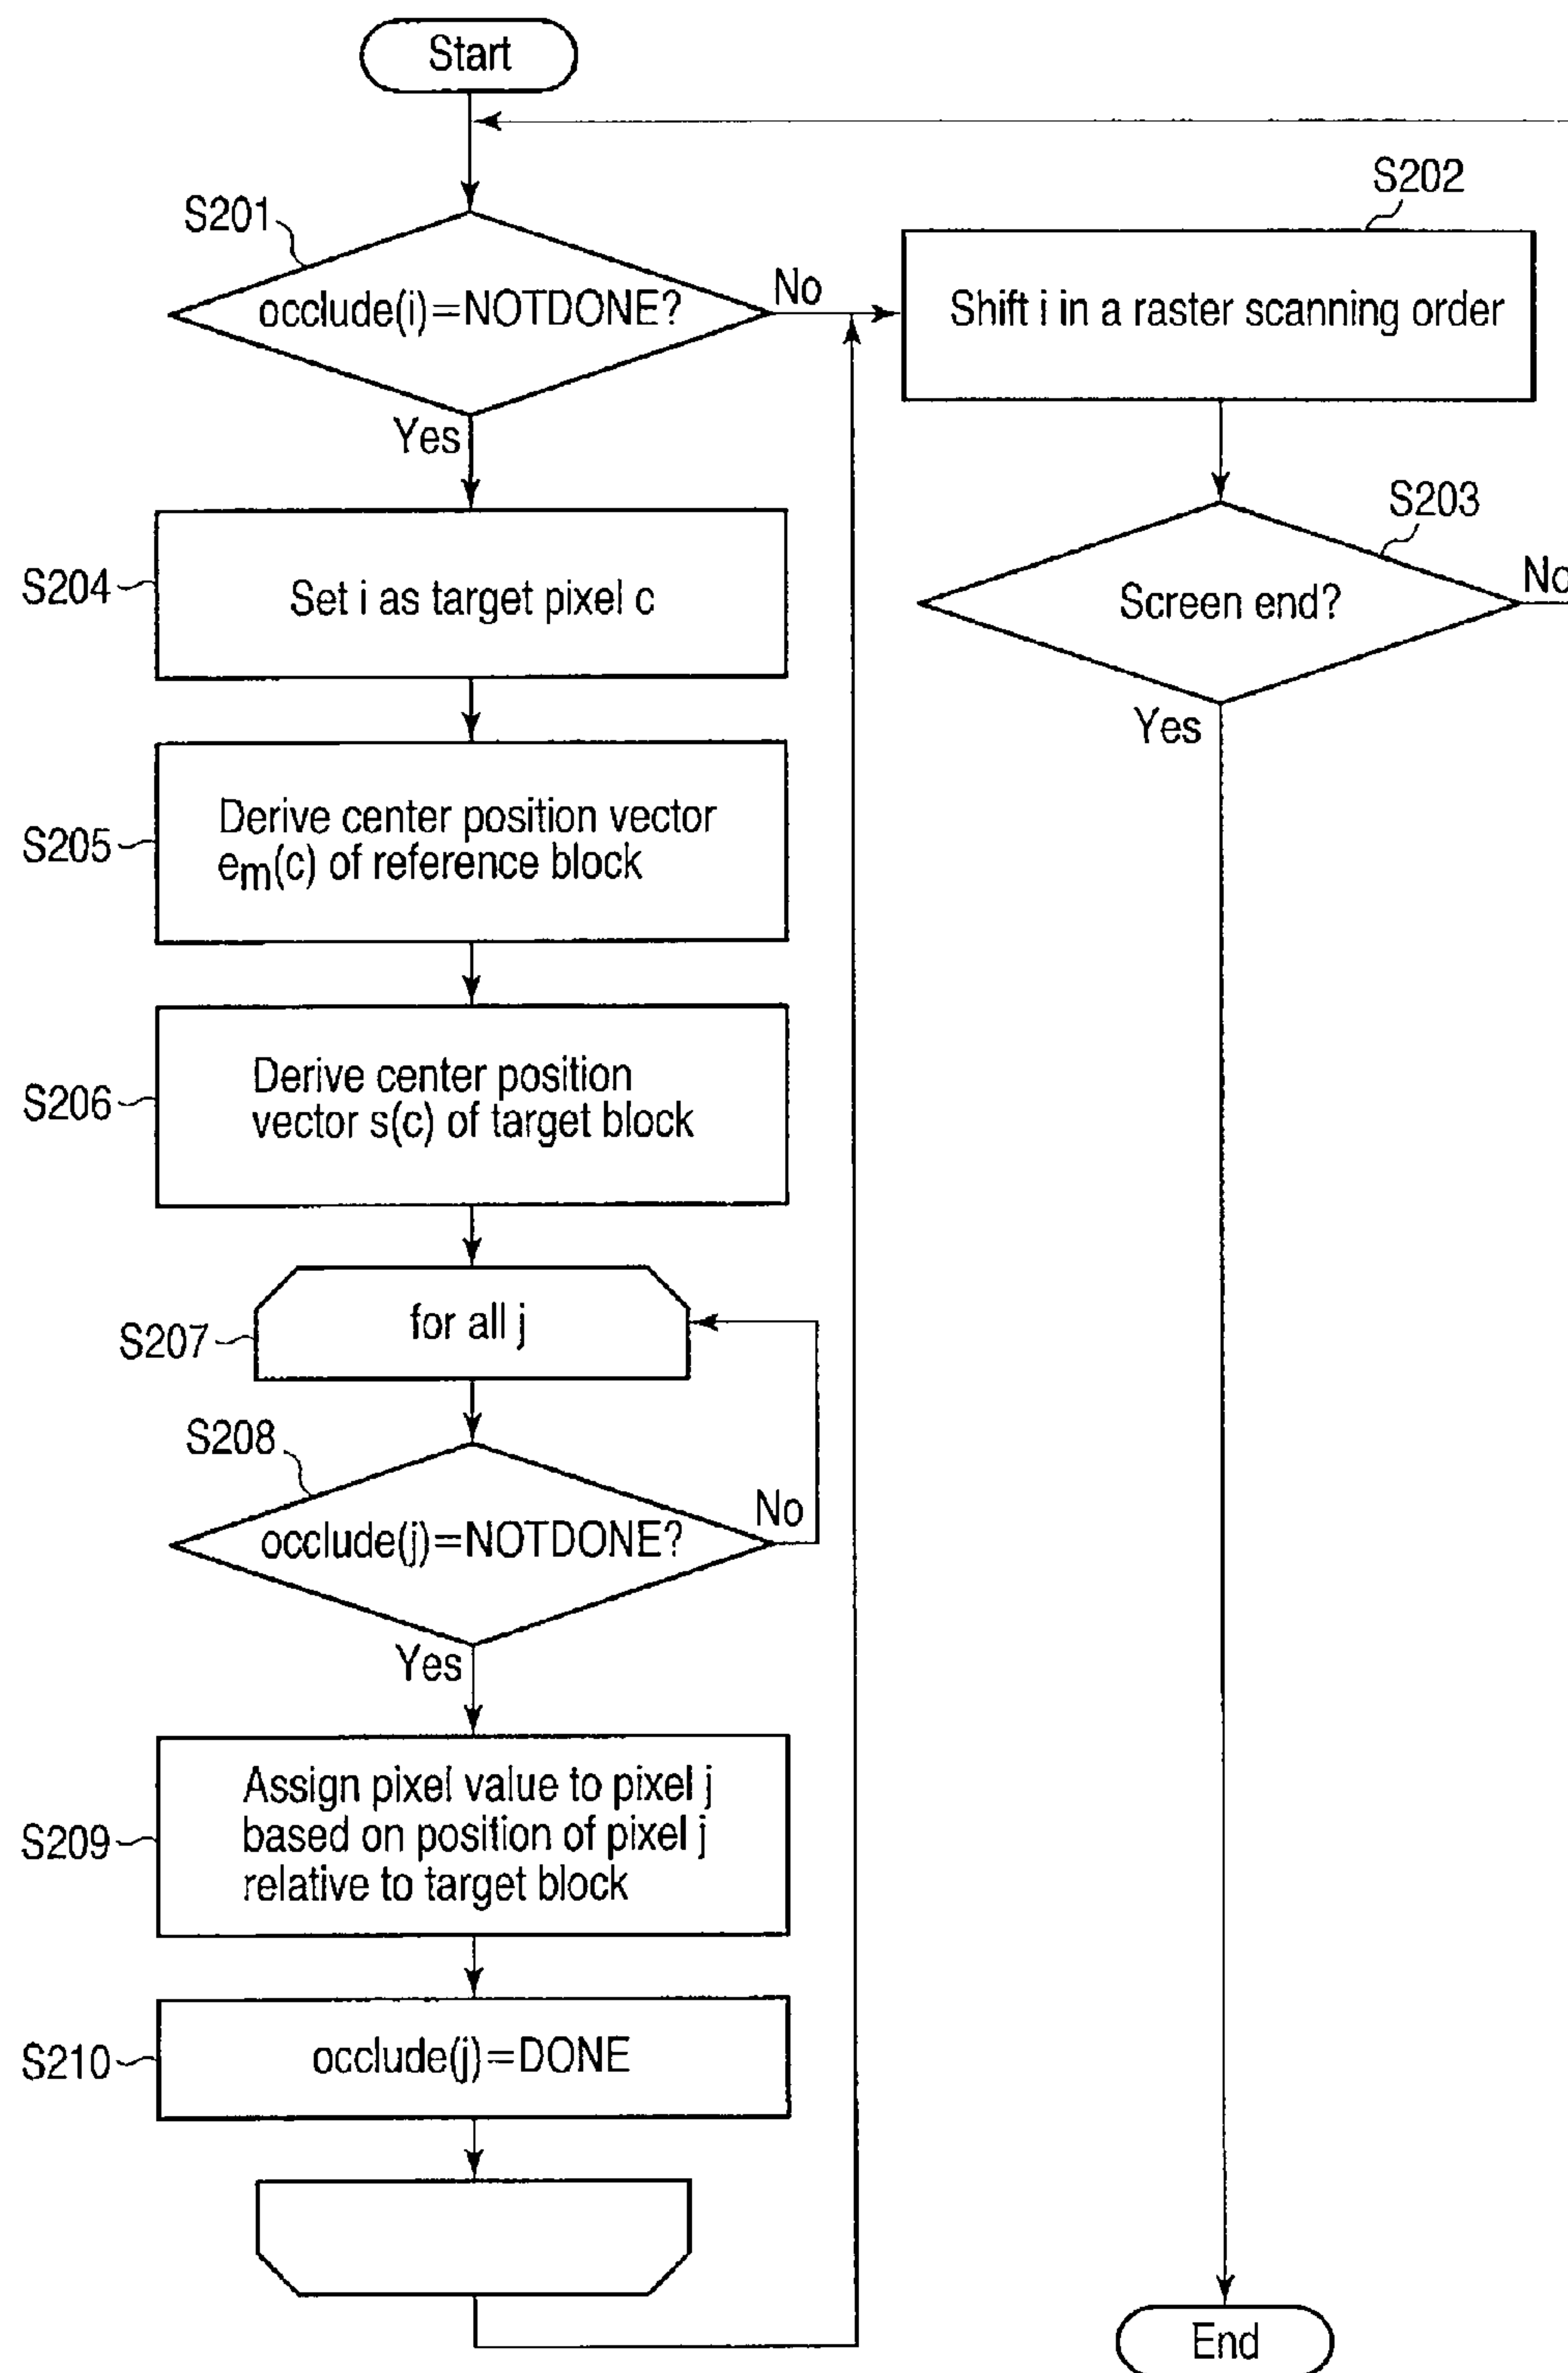 Start
S201
occlude(i)=NOTDONE?
No
Yes
S202
Shift i in a raster scanning order
S203
Screen end?
No
Yes
S204
Set i as target pixel c
S205
Derive center position vector
em(c) of reference block
S206
Derive center position
vector s(c) of target block
S207
for all j
S208
occlude(j)=NOTDONE?
No
Yes
S209
Assign pixel value to pixel j
based on position of pixel j
relative to target block
S210
occlude(j)=DONE
End